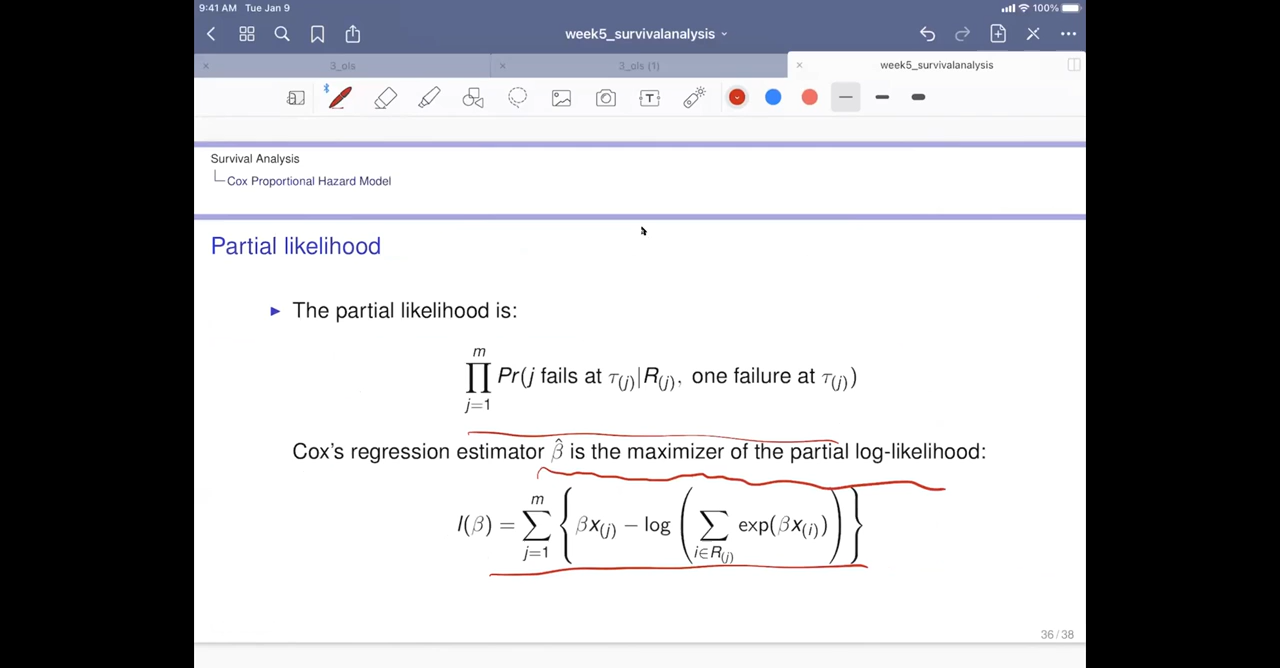 9:41 AM Tue Jan 9 100%
week5_survivalanalysis
3_ols 3_ols (1) week5_survivalanalysis
T
Survival Analysis
Cox Proportional Hazard Model
Partial likelihood
► The partial likelihood is:
m
∏ Pr(j fails at τ(j)|R(j), one failure at τ(j))
j=1
Cox's regression estimator β̂ is the maximizer of the partial log-likelihood:
m
l(β) = ∑ {βx(j) − log (∑ exp(βx(i)))}
j=1 i∈R(j)
36 / 38